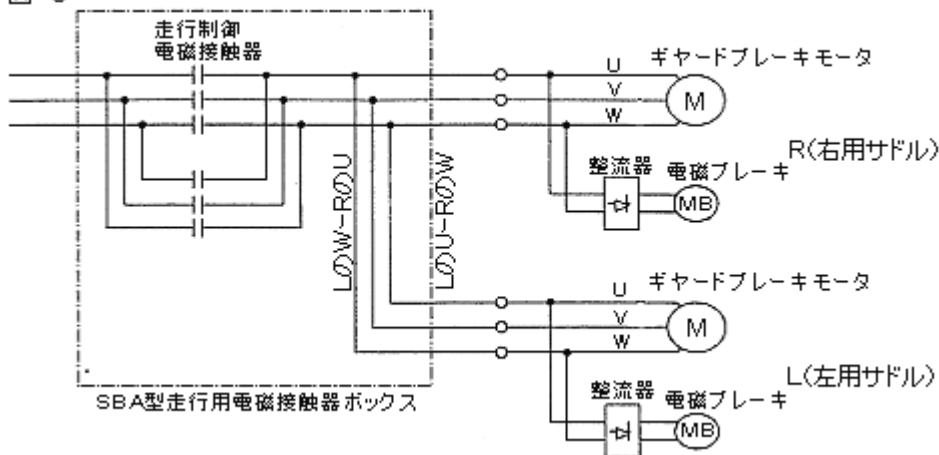 走行制御
電磁接触器
ギヤードブレーキモータ
U
V
W
M
R(右用サドル)
整流器
電磁ブレーキ
MB
LのW-RのU
LのU-RのW
ギヤードブレーキモータ
U
V
W
M
L(左用サドル)
整流器
電磁ブレーキ
MB
SBA型走行用電磁接触器ボックス